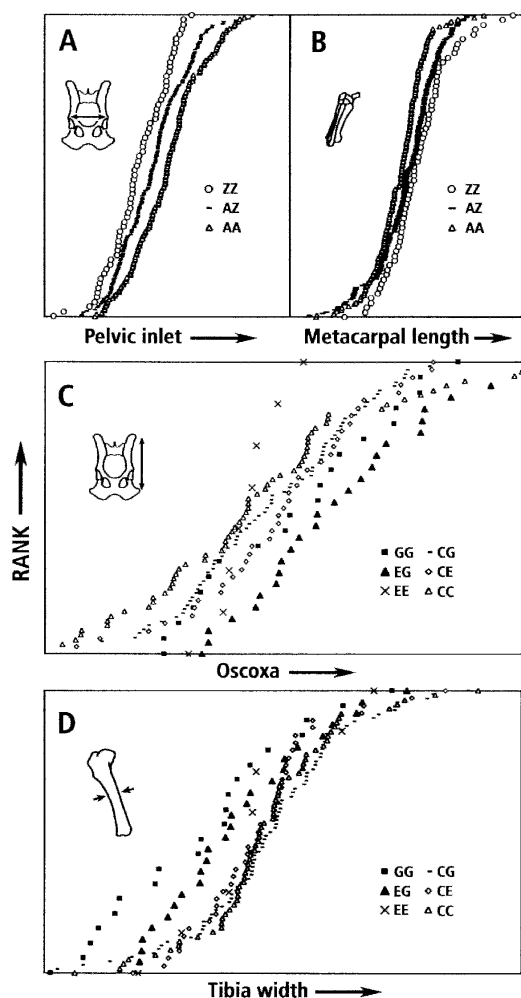 A
ZZ
AZ
AA
Pelvic inlet
B
ZZ
AZ
AA
Metacarpal length
RANK
C
GG CG
EG CE
EE CC
Oscoxa
D
GG CG
EG CE
EE CC
Tibia width